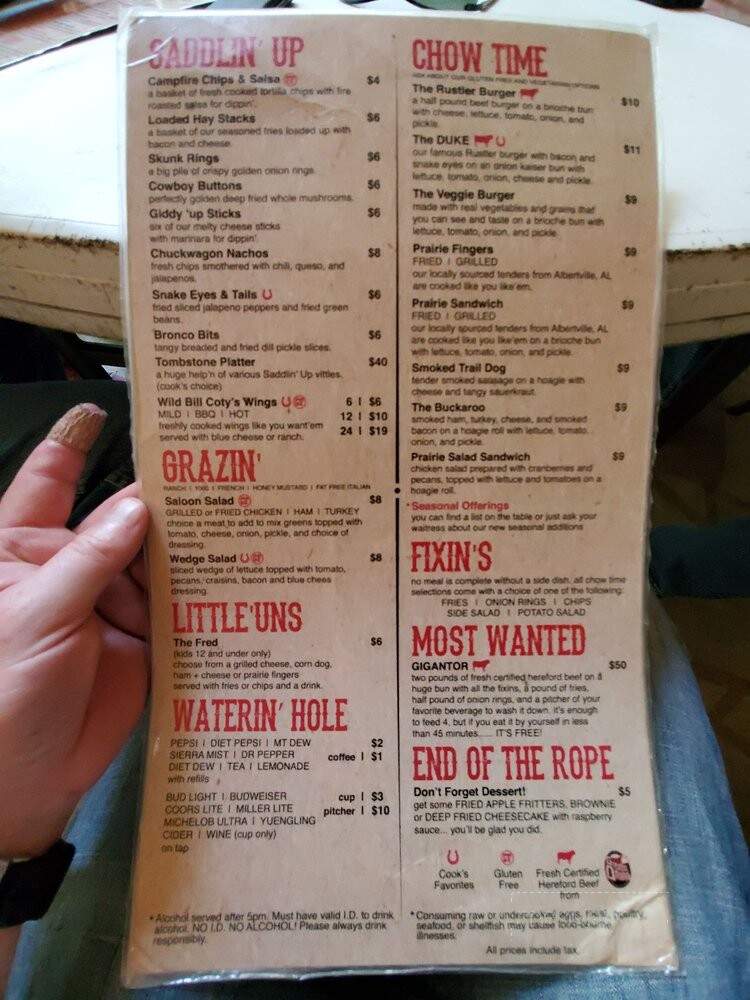 SADDLIN' UP
Campfire Chips & Salsa $4
a basket of fresh cooked tortilla chips with fire
roasted salsa for dippin'.
Loaded Hay Stacks $6
a basket of our seasoned fries loaded up with
bacon and cheese.
Skunk Rings $6
a big pile of crispy golden onion rings.
Cowboy Buttons $6
perfectly golden deep fried whole mushrooms.
Giddy 'up Sticks $6
six of our melty cheese sticks
with marinara for dippin'.
Chuckwagon Nachos $8
fresh chips smothered with chili, queso, and
jalapenos.
Snake Eyes & Tails $6
fried sliced jalapeno peppers and fried green
beans.
Bronco Bits $6
tangy breaded and fried dill pickle slices.
Tombstone Platter $40
a huge help'n of various Saddlin' Up vittles.
(cook's choice)
Wild Bill Coty's Wings 6 | $6
MILD | BBQ | HOT 12 | $10
freshly cooked wings like you want'em 24 | $19
served with blue cheese or ranch.
GRAZIN'
RANCH | 1000 | FRENCH | HONEY MUSTARD | FAT FREE ITALIAN
Saloon Salad $8
GRILLED or FRIED CHICKEN | HAM | TURKEY
choice a meat to add to mix greens topped with
tomato, cheese, onion, pickle, and choice of
dressing.
Wedge Salad $8
sliced wedge of lettuce topped with tomato,
pecans, craisins, bacon and blue chees
dressing.
LITTLE'UNS
The Fred $6
(kids 12 and under only)
choose from a grilled cheese, corn dog,
ham + cheese or prairie fingers
served with fries or chips and a drink.
WATERIN' HOLE
PEPSI | DIET PEPSI | MT DEW $2
SIERRA MIST | DR PEPPER coffee | $1
DIET DEW | TEA | LEMONADE
with refills
BUD LIGHT | BUDWEISER cup | $3
COORS LITE | MILLER LITE pitcher | $10
MICHELOB ULTRA | YUENGLING
CIDER | WINE (cup only)
on tap
* Alcohol served after 5pm. Must have valid I.D. to drink
alcohol. NO I.D. NO ALCOHOL! Please always drink
responsibly.
CHOW TIME
ASK ABOUT OUR GLUTEN FREE AND VEGETARIAN OPTIONS
The Rustler Burger $10
a half pound beef burger on a brioche bun
with cheese, lettuce, tomato, onion, and
pickle.
The DUKE $11
our famous Rustler burger with bacon and
snake eyes on an onion kaiser bun with
lettuce, tomato, onion, cheese and pickle.
The Veggie Burger $9
made with real vegetables and grains that
you can see and taste on a brioche bun with
lettuce, tomato, onion, and pickle.
Prairie Fingers $9
FRIED | GRILLED
our locally sourced tenders from Albertville, AL
are cooked like you like'em.
Prairie Sandwich $9
FRIED | GRILLED
our locally sourced tenders from Albertville, AL
are cooked like you like'em on a brioche bun
with lettuce, tomato, onion, and pickle.
Smoked Trail Dog $9
tender smoked sausage on a hoagie with
cheese and tangy sauerkraut.
The Buckaroo $9
smoked ham, turkey, cheese, and smoked
bacon on a hoagie roll with lettuce, tomato,
onion, and pickle.
Prairie Salad Sandwich $9
chicken salad prepared with cranberries and
pecans, topped with lettuce and tomatoes on a
hoagie roll.
*Seasonal Offerings
you can find a list on the table or just ask your
waitress about our new seasonal additions
FIXIN'S
no meal is complete without a side dish, all chow time
selections come with a choice of one of the following:
FRIES | ONION RINGS | CHIPS
SIDE SALAD | POTATO SALAD
MOST WANTED
GIGANTOR $50
two pounds of fresh certified hereford beef on a
huge bun with all the fixins, a pound of fries,
half pound of onion rings, and a pitcher of your
favorite beverage to wash it down. it's enough
to feed 4, but if you eat it by yourself in less
than 45 minutes...... IT'S FREE!
END OF THE ROPE
Don't Forget Dessert! $5
get some FRIED APPLE FRITTERS, BROWNIE
or DEEP FRIED CHEESECAKE with raspberry
sauce... you'll be glad you did.
Cook's Gluten Fresh Certified
Favorites Free Hereford Beef
from
* Consuming raw or undercooked eggs, meat, poultry,
seafood, or shellfish may cause food-bourne
illnesses.
All prices include tax.